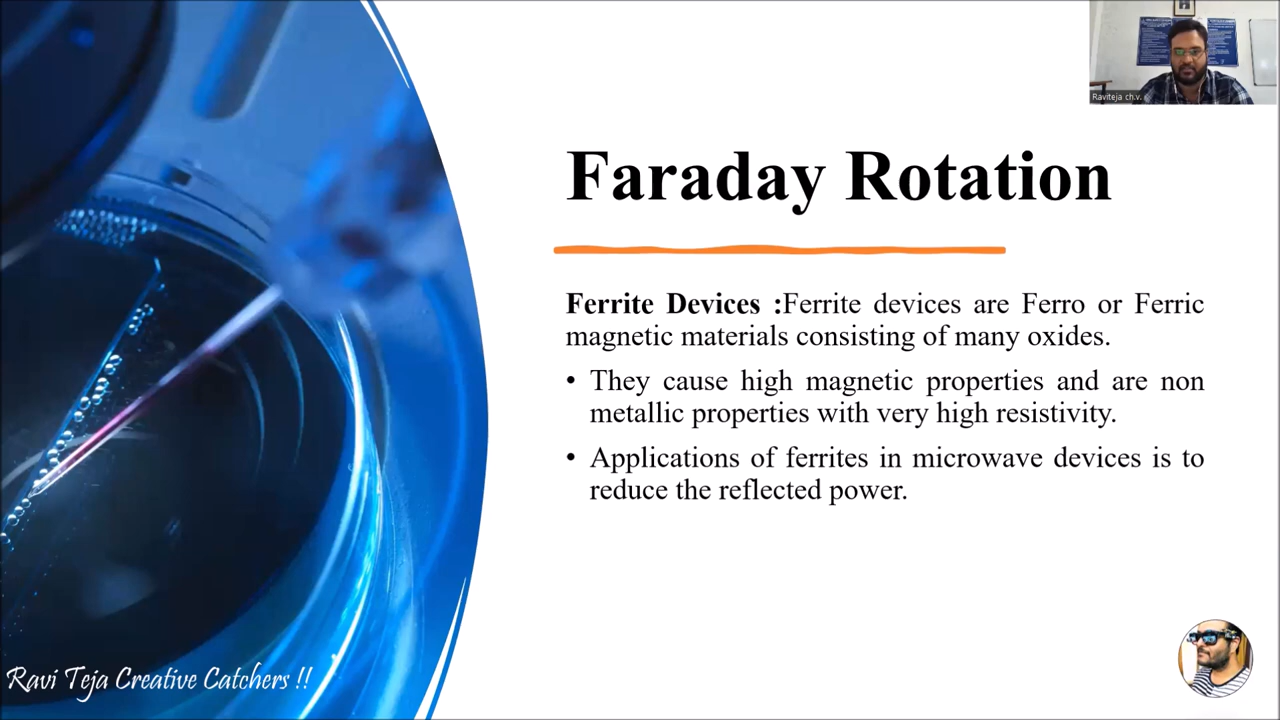 Raviteja ch.v.
Faraday Rotation
Ferrite Devices :Ferrite devices are Ferro or Ferric
magnetic materials consisting of many oxides.
• They cause high magnetic properties and are non
metallic properties with very high resistivity.
• Applications of ferrites in microwave devices is to
reduce the reflected power.
Ravi Teja Creative Catchers !!